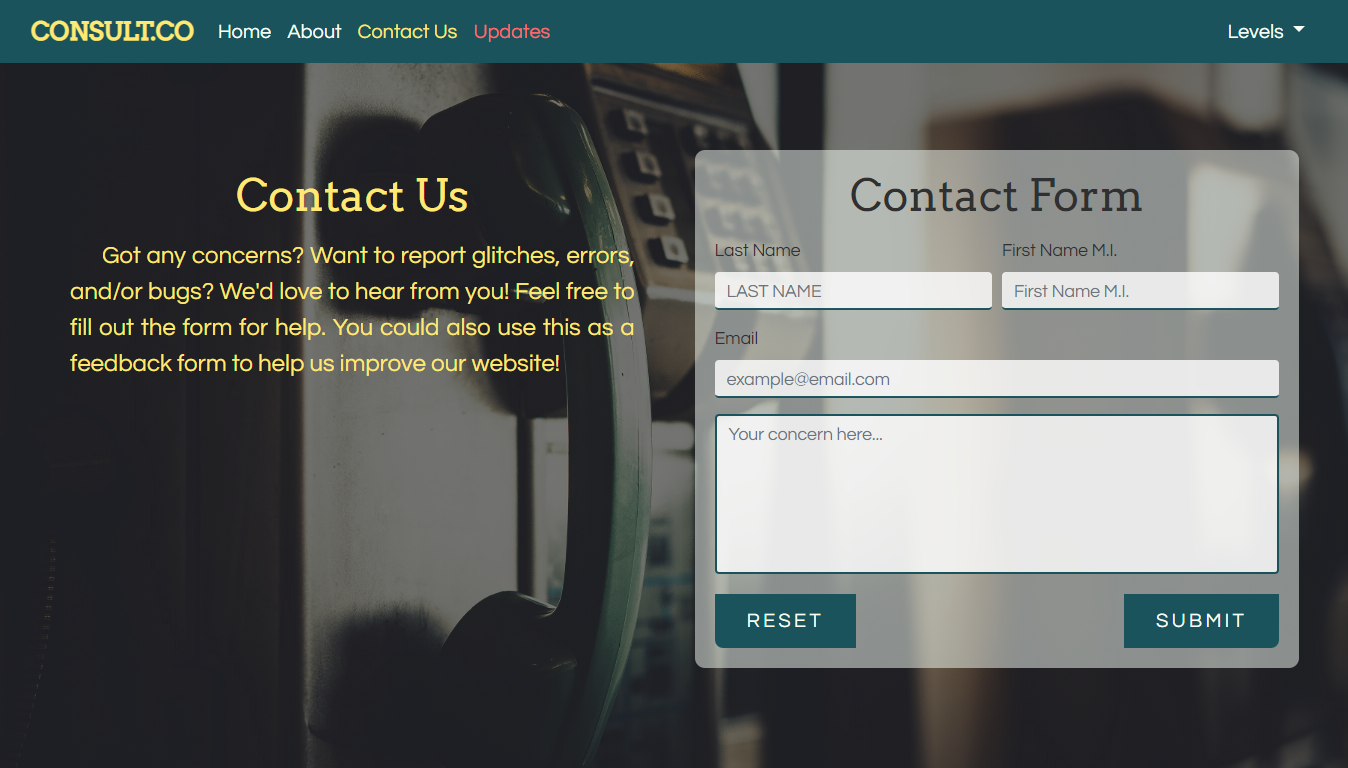 CONSULT.CO Home About Contact Us Updates Levels
Contact Us
Got any concerns? Want to report glitches, errors,
and/or bugs? We'd love to hear from you! Feel free to
fill out the form for help. You could also use this as a
feedback form to help us improve our website!
Contact Form
Last Name First Name M.I.
LAST NAME First Name M.I.
Email
example@email.com
Your concern here...
RESET SUBMIT